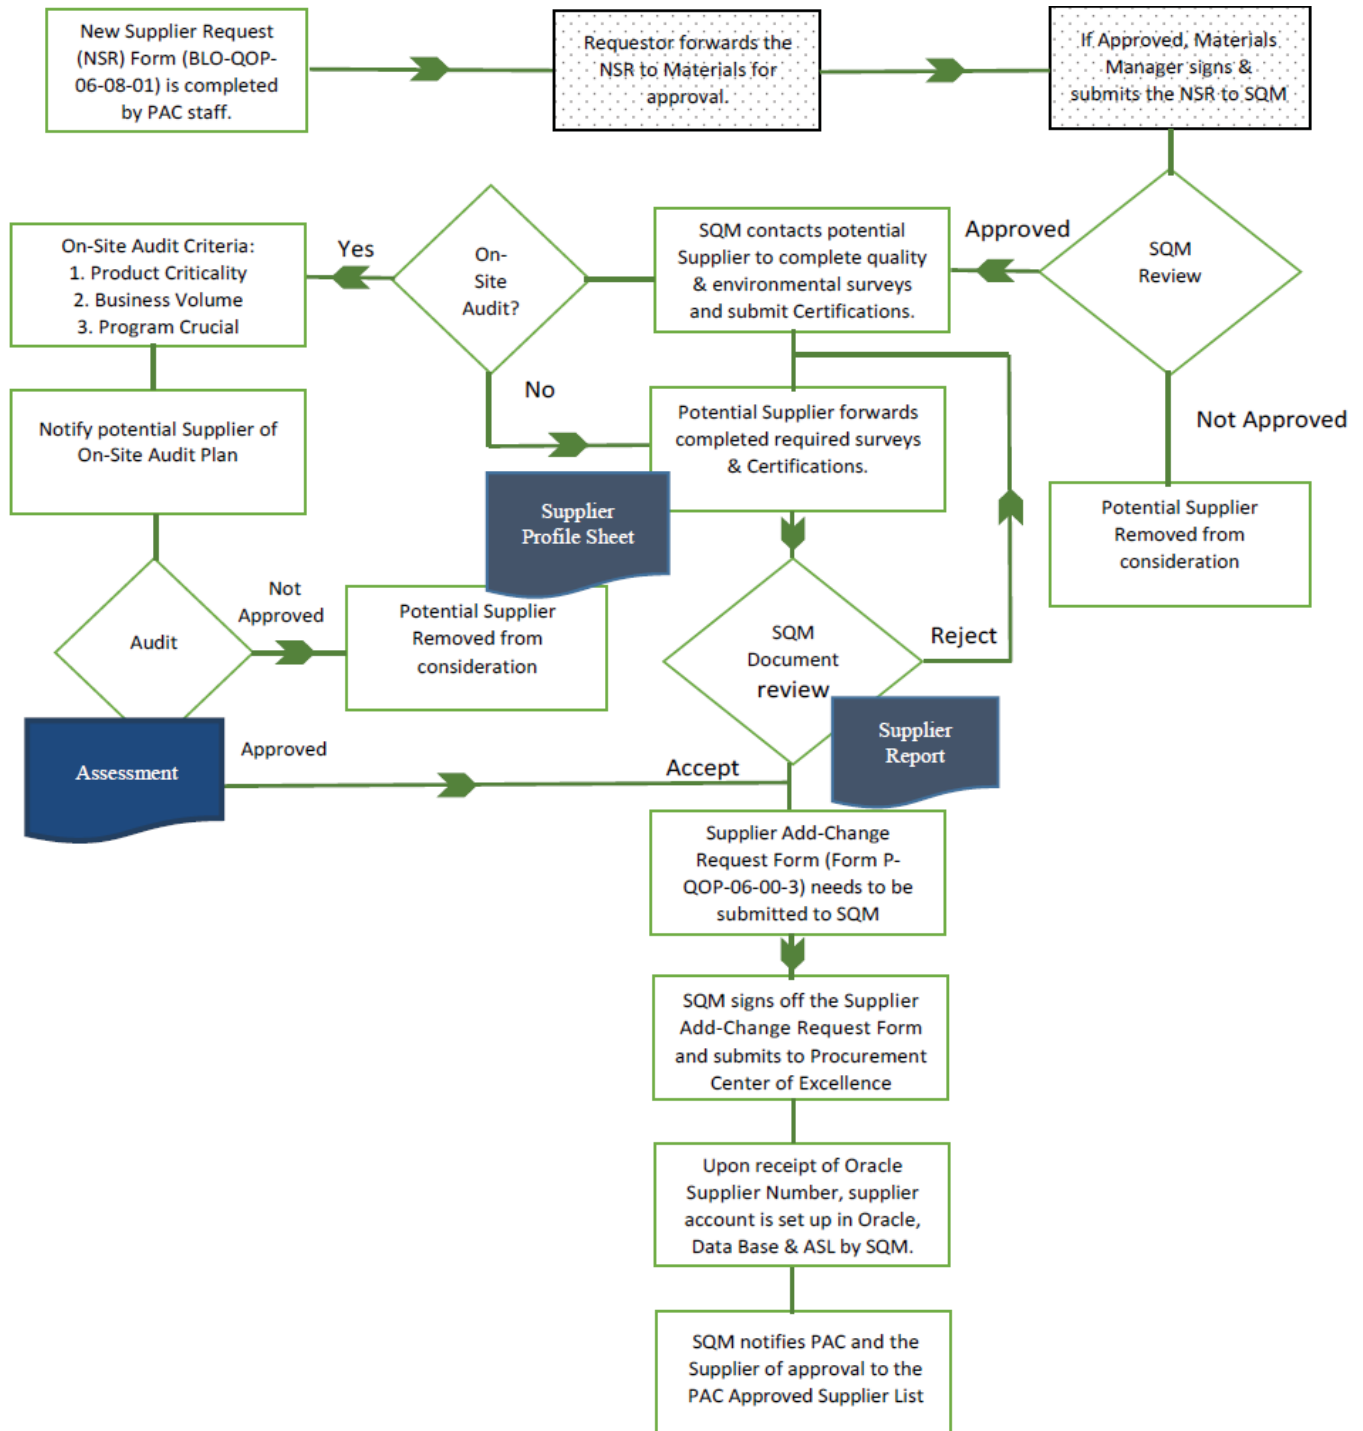 New Supplier Request
(NSR) Form (BLO-QOP-
06-08-01) is completed
by PAC staff.
Requestor forwards the
NSR to Materials for
approval.
If Approved, Materials
Manager signs &
submits the NSR to SQM
On-Site Audit Criteria:
1. Product Criticality
2. Business Volume
3. Program Crucial
Yes
On-
Site
Audit?
SQM contacts potential
Supplier to complete quality
& environmental surveys
and submit Certifications.
Approved
SQM
Review
No
Not Approved
Notify potential Supplier of
On-Site Audit Plan
Potential Supplier forwards
completed required surveys
& Certifications.
Supplier
Profile Sheet
Potential Supplier
Removed from
consideration
Audit
Not
Approved
Potential Supplier
Removed from
consideration
SQM
Document
review
Reject
Supplier
Report
Assessment
Approved
Accept
Supplier Add-Change
Request Form (Form P-
QOP-06-00-3) needs to be
submitted to SQM
SQM signs off the Supplier
Add-Change Request Form
and submits to Procurement
Center of Excellence
Upon receipt of Oracle
Supplier Number, supplier
account is set up in Oracle,
Data Base & ASL by SQM.
SQM notifies PAC and the
Supplier of approval to the
PAC Approved Supplier List